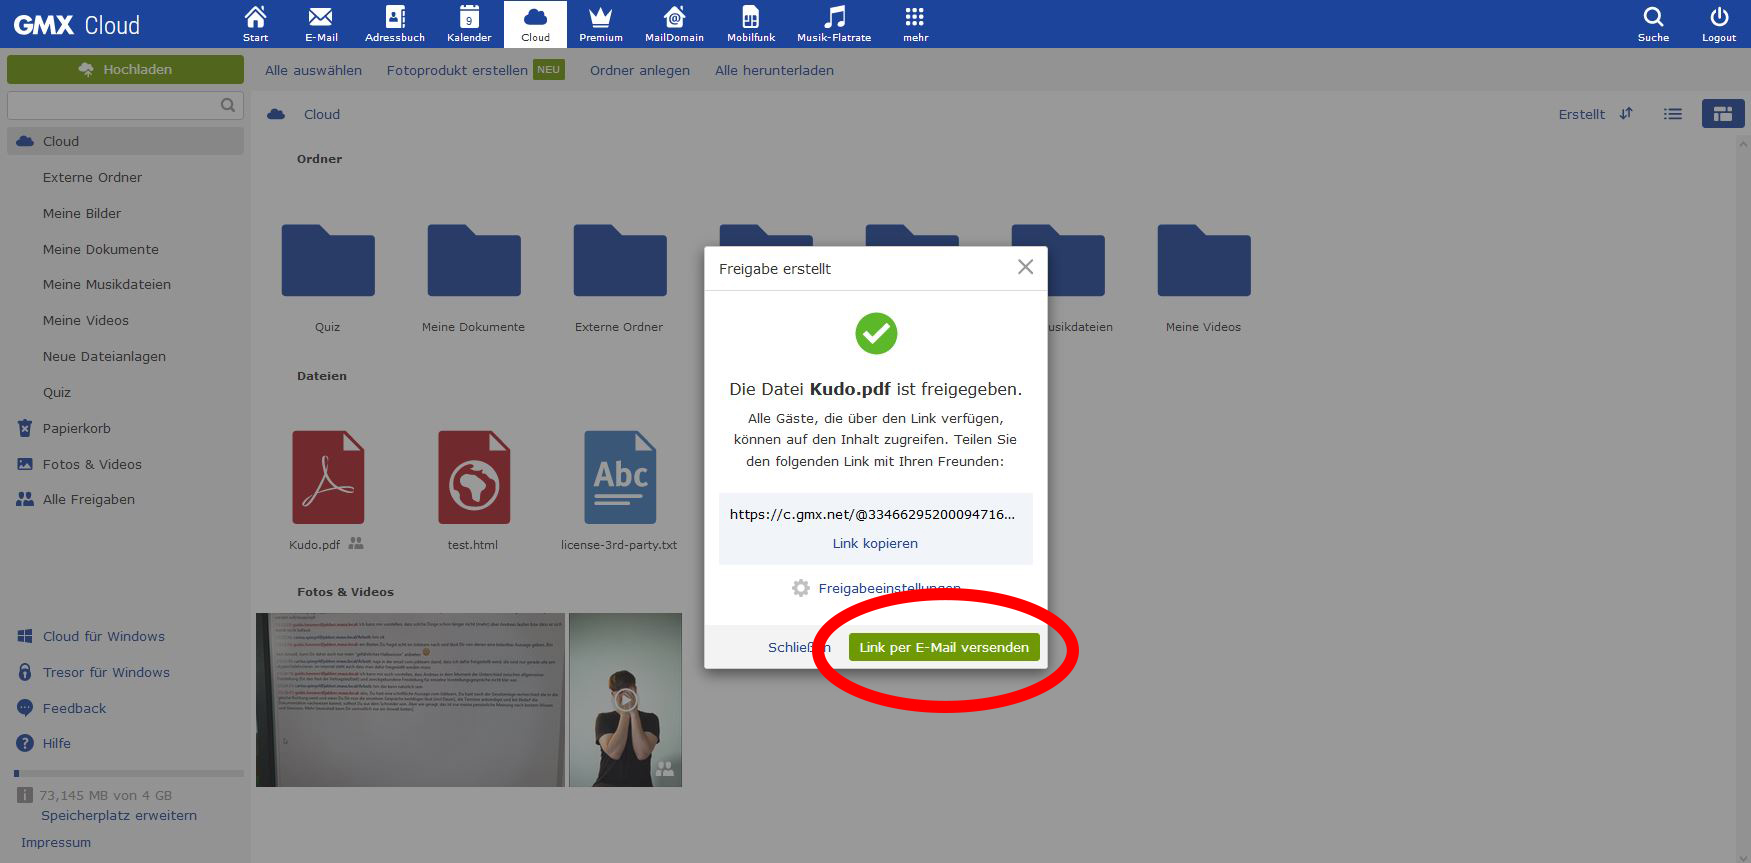 GMX Cloud
Start
E-Mail
Adressbuch
9
Kalender
Cloud
Premium
@
MailDomain
Mobilfunk
Musik-Flatrate
mehr
Suche
Logout
Hochladen
Alle auswählen
Fotoprodukt erstellen NEU
Ordner anlegen
Alle herunterladen
Cloud
Erstellt
Cloud
Externe Ordner
Meine Bilder
Meine Dokumente
Meine Musikdateien
Meine Videos
Neue Dateianlagen
Quiz
Papierkorb
Fotos & Videos
Alle Freigaben
Cloud für Windows
Tresor für Windows
Feedback
Hilfe
73,145 MB von 4 GB
Speicherplatz erweitern
Impressum
Ordner
Quiz
Meine Dokumente
Externe Ordner
usikdateien
Meine Videos
Dateien
Kudo.pdf
test.html
Abc
license-3rd-party.txt
Fotos & Videos
Freigabe erstellt
Die Datei Kudo.pdf ist freigegeben.
Alle Gäste, die über den Link verfügen,
können auf den Inhalt zugreifen. Teilen Sie
den folgenden Link mit Ihren Freunden:
https://c.gmx.net/@33466295200094716...
Link kopieren
Freigabeeinstellungen
Schließen
Link per E-Mail versenden